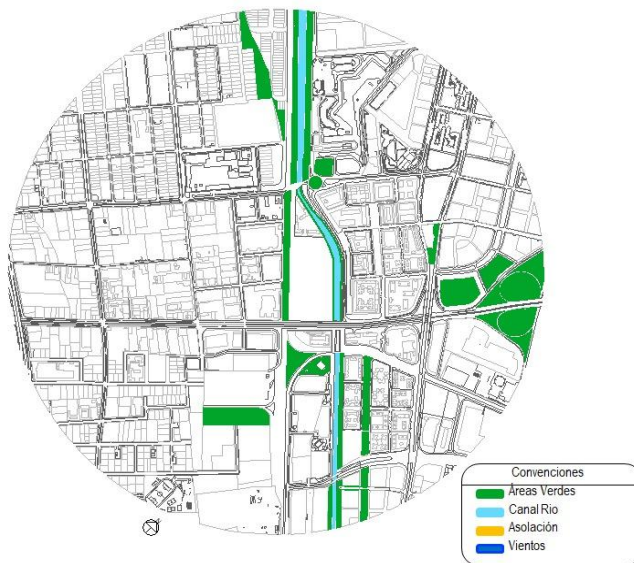 Convenciones
Áreas Verdes
Canal Rio
Asolación
Vientos